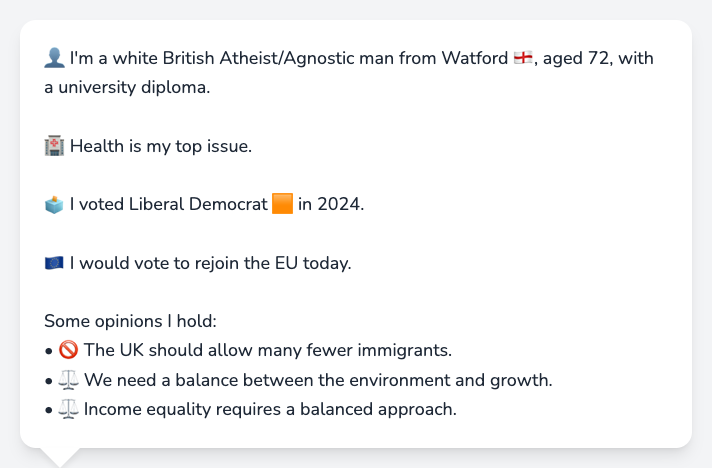 👤 I'm a white British Atheist/Agnostic man from Watford 🏴󠁧󠁢󠁥󠁮󠁧󠁿, aged 72, with
a university diploma.
🏥 Health is my top issue.
🗳️ I voted Liberal Democrat 🟧 in 2024.
🇪🇺 I would vote to rejoin the EU today.
Some opinions I hold:
• 🚫 The UK should allow many fewer immigrants.
• ⚖️ We need a balance between the environment and growth.
• ⚖️ Income equality requires a balanced approach.